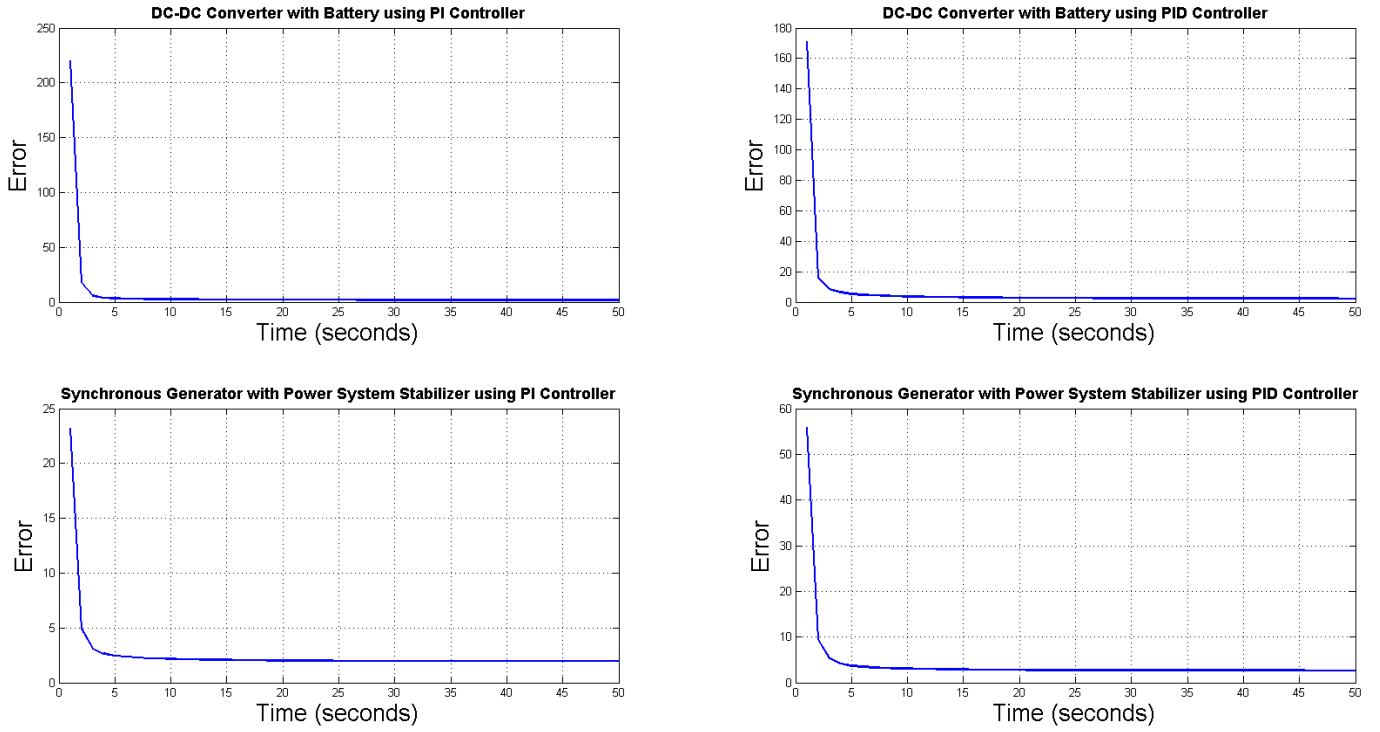 DC-DC Converter with Battery using PI Controller
250
200
150
100
50
0
Error
0 5 10 15 20 25 30 35 40 45 50
Time (seconds)
DC-DC Converter with Battery using PID Controller
180
160
140
120
100
80
60
40
20
0
Error
0 5 10 15 20 25 30 35 40 45 50
Time (seconds)
Synchronous Generator with Power System Stabilizer using PI Controller
25
20
15
10
5
0
Error
0 5 10 15 20 25 30 35 40 45 50
Time (seconds)
Synchronous Generator with Power System Stabilizer using PID Controller
60
50
40
30
20
10
0
Error
0 5 10 15 20 25 30 35 40 45 50
Time (seconds)